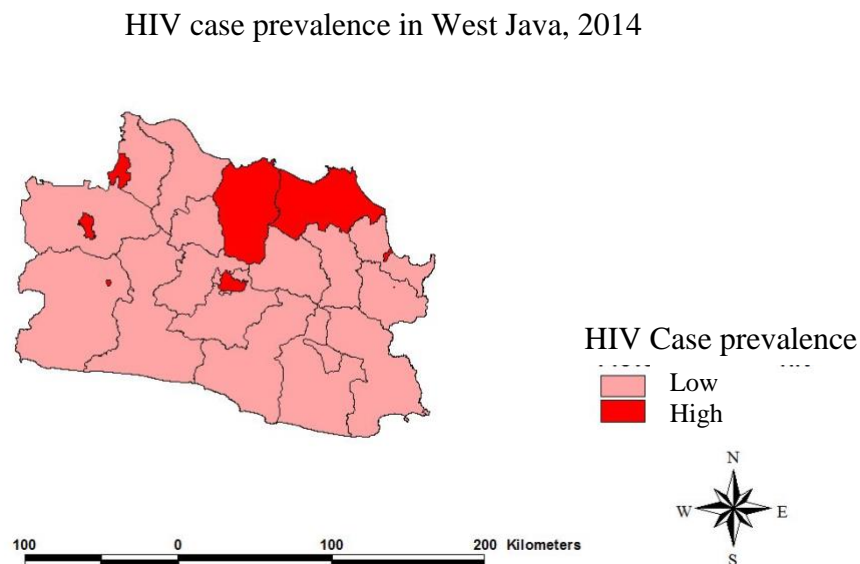 HIV case prevalence in West Java, 2014
HIV Case prevalence
Low
High
N
W E
S
100 0 100 200 Kilometers